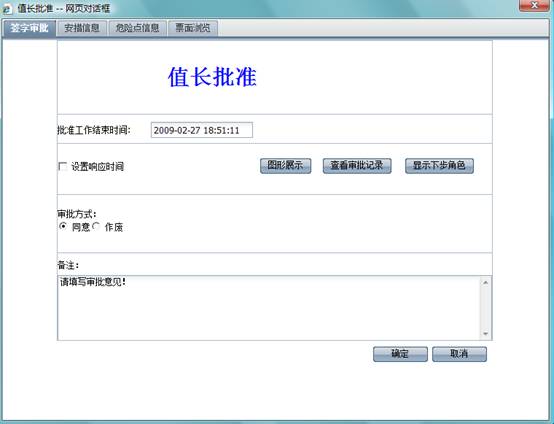 值长批准 -- 网页对话框
签字审批 安措信息 危险点信息 票面浏览
值长批准
批准工作结束时间: 2009-02-27 18:51:11
设置响应时间 图形展示 查看审批记录 显示下步角色
审批方式:
同意 作废
备注:
请填写审批意见!
确定 取消